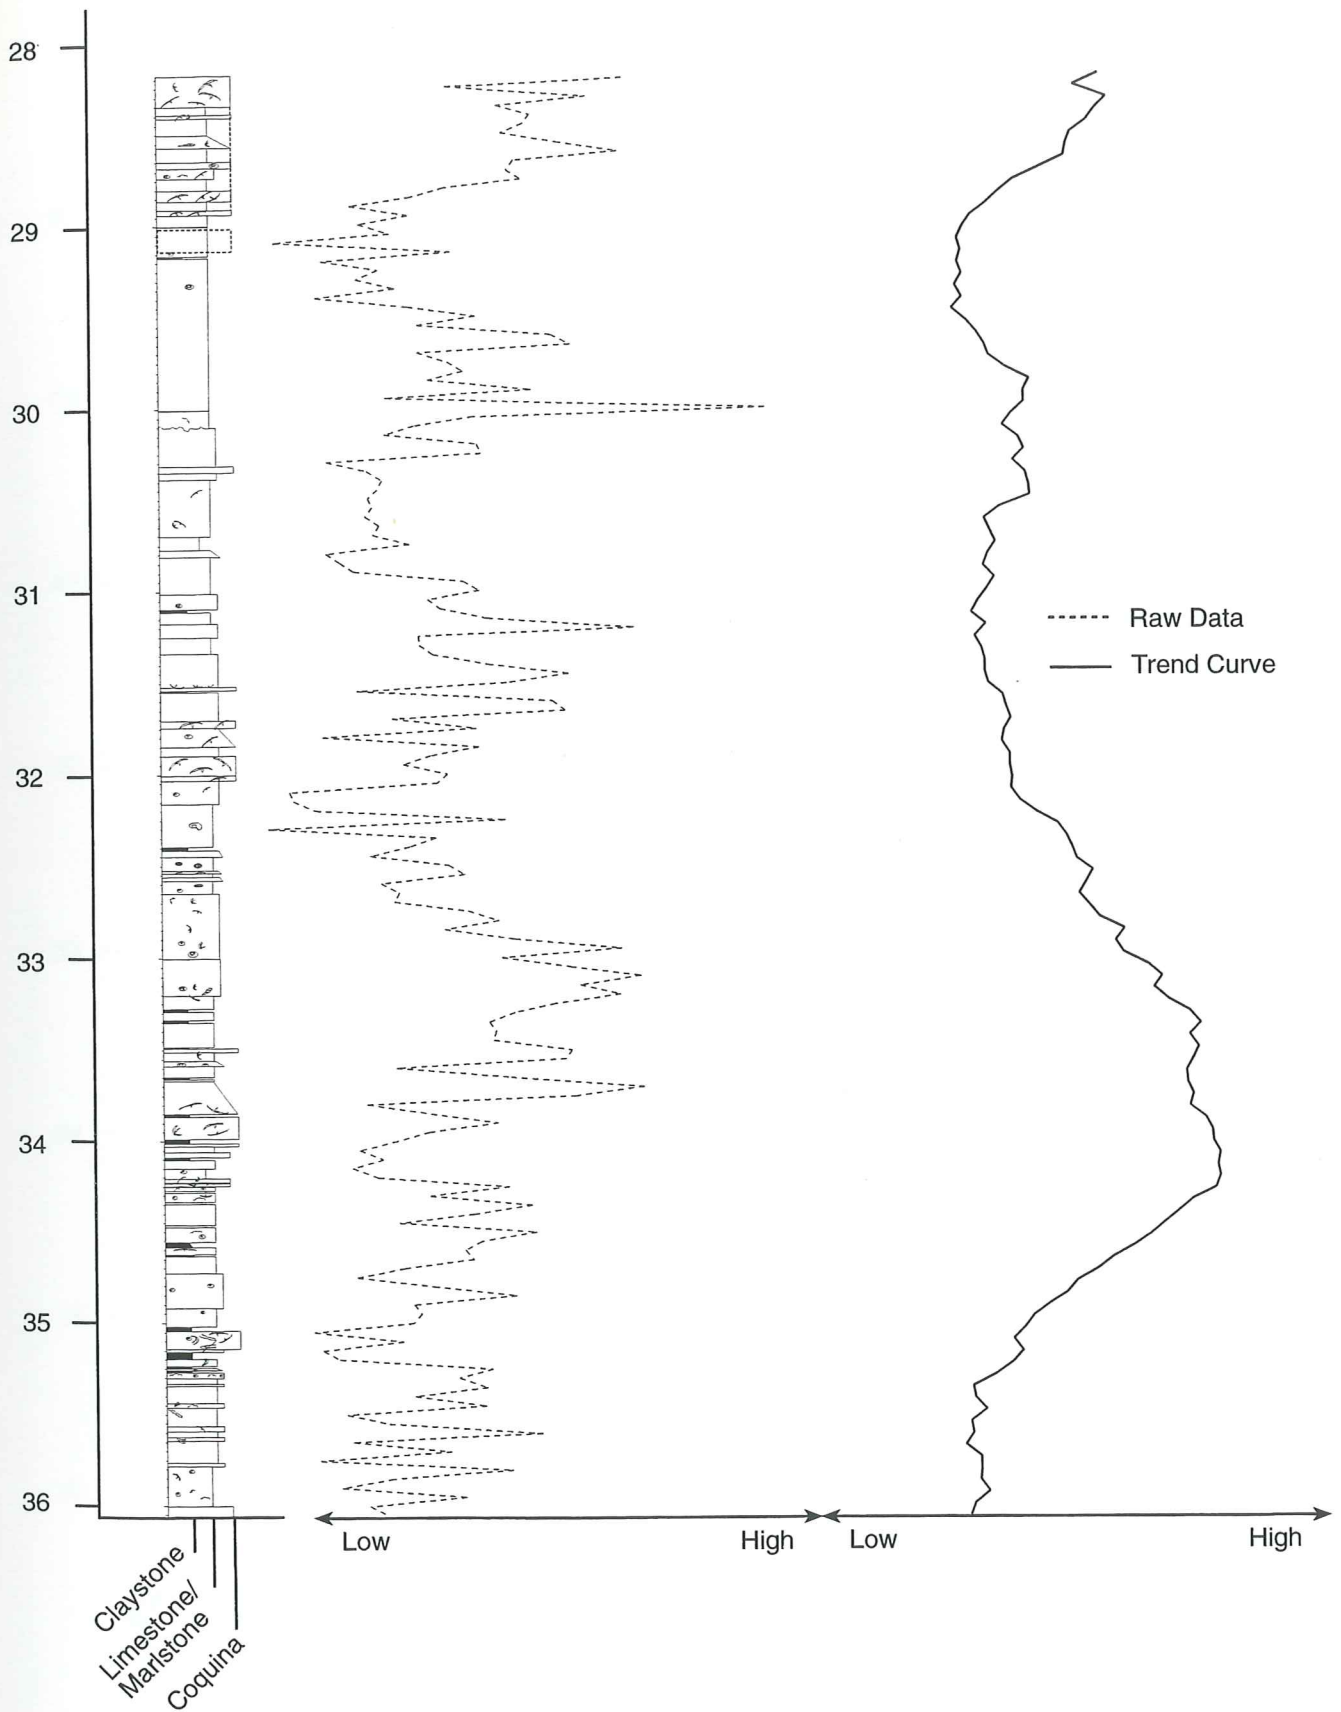 28
29
30
31
Raw Data
Trend Curve
32
33
34
35
36
Low
High
Low
High
Claystone
Limestone/
Marlstone
Coquina